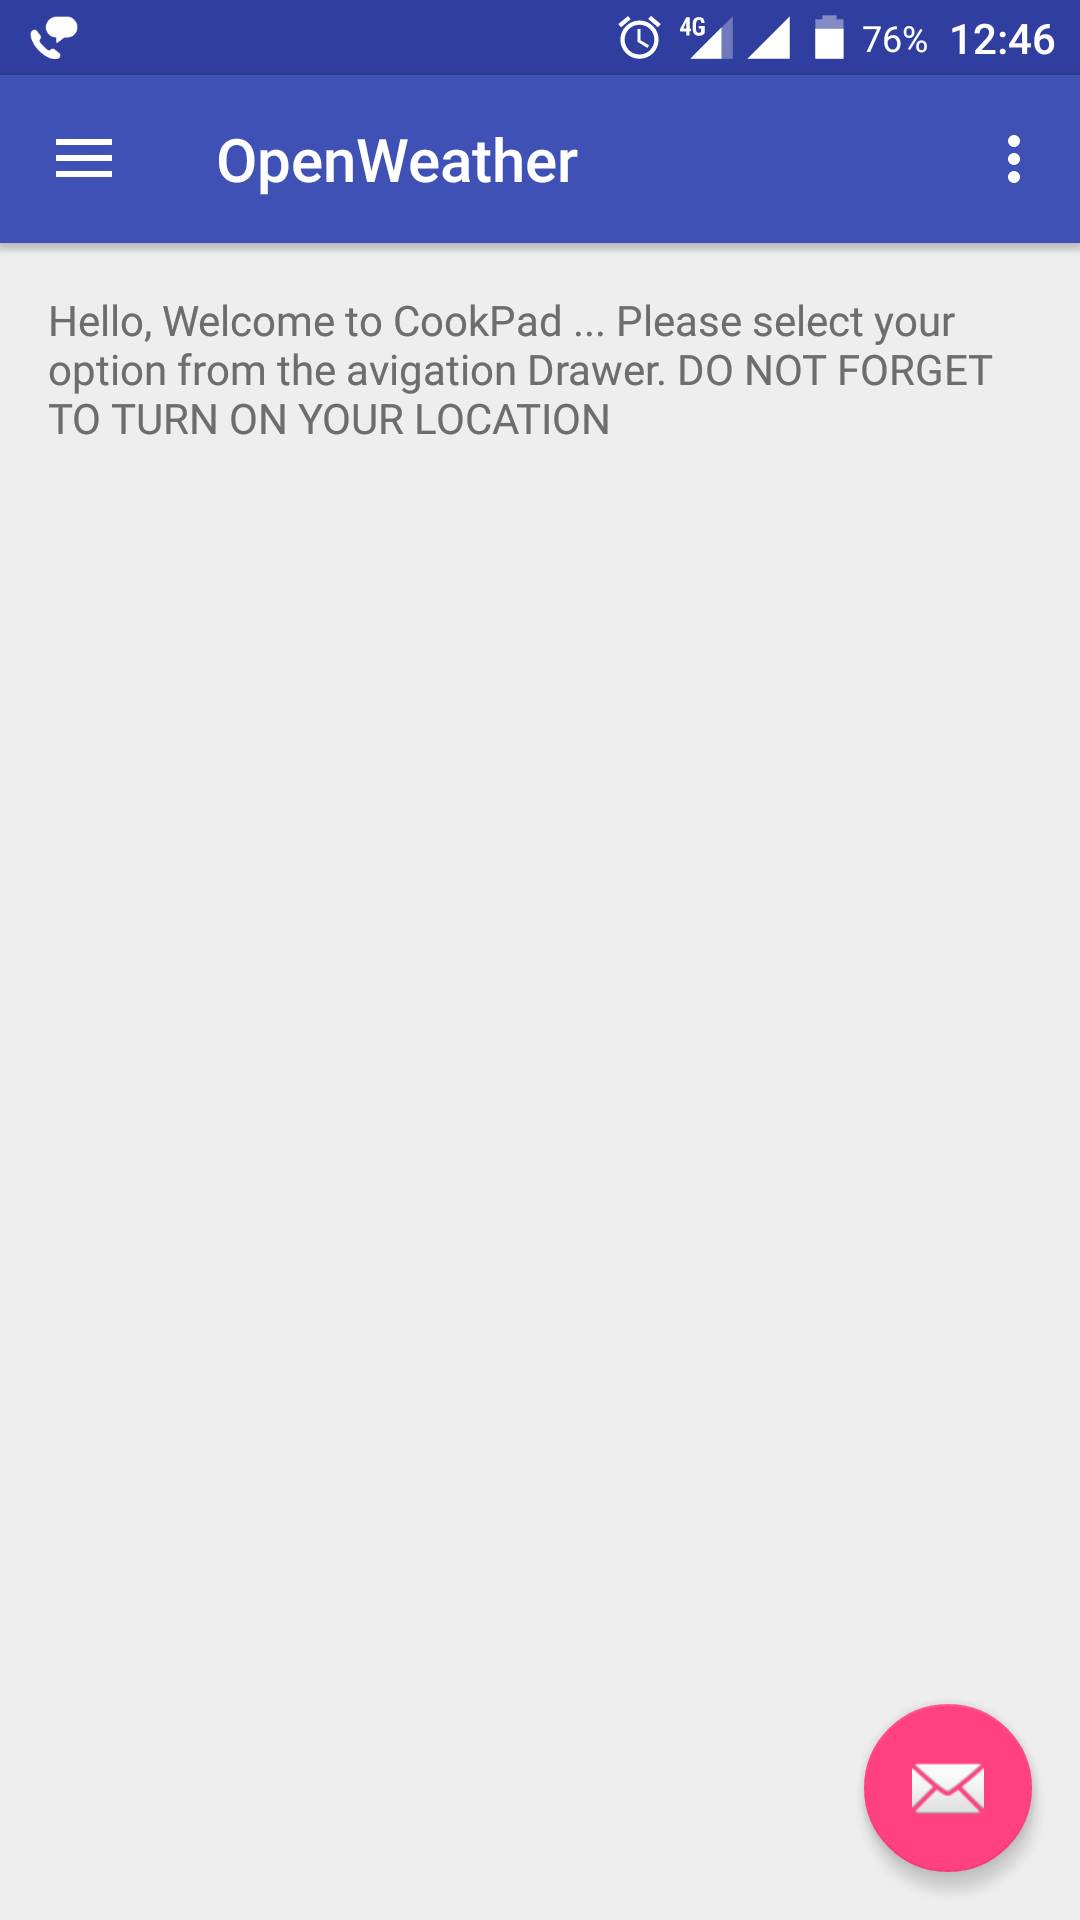 4G 76% 12:46
OpenWeather
Hello, Welcome to CookPad ... Please select your
option from the avigation Drawer. DO NOT FORGET
TO TURN ON YOUR LOCATION